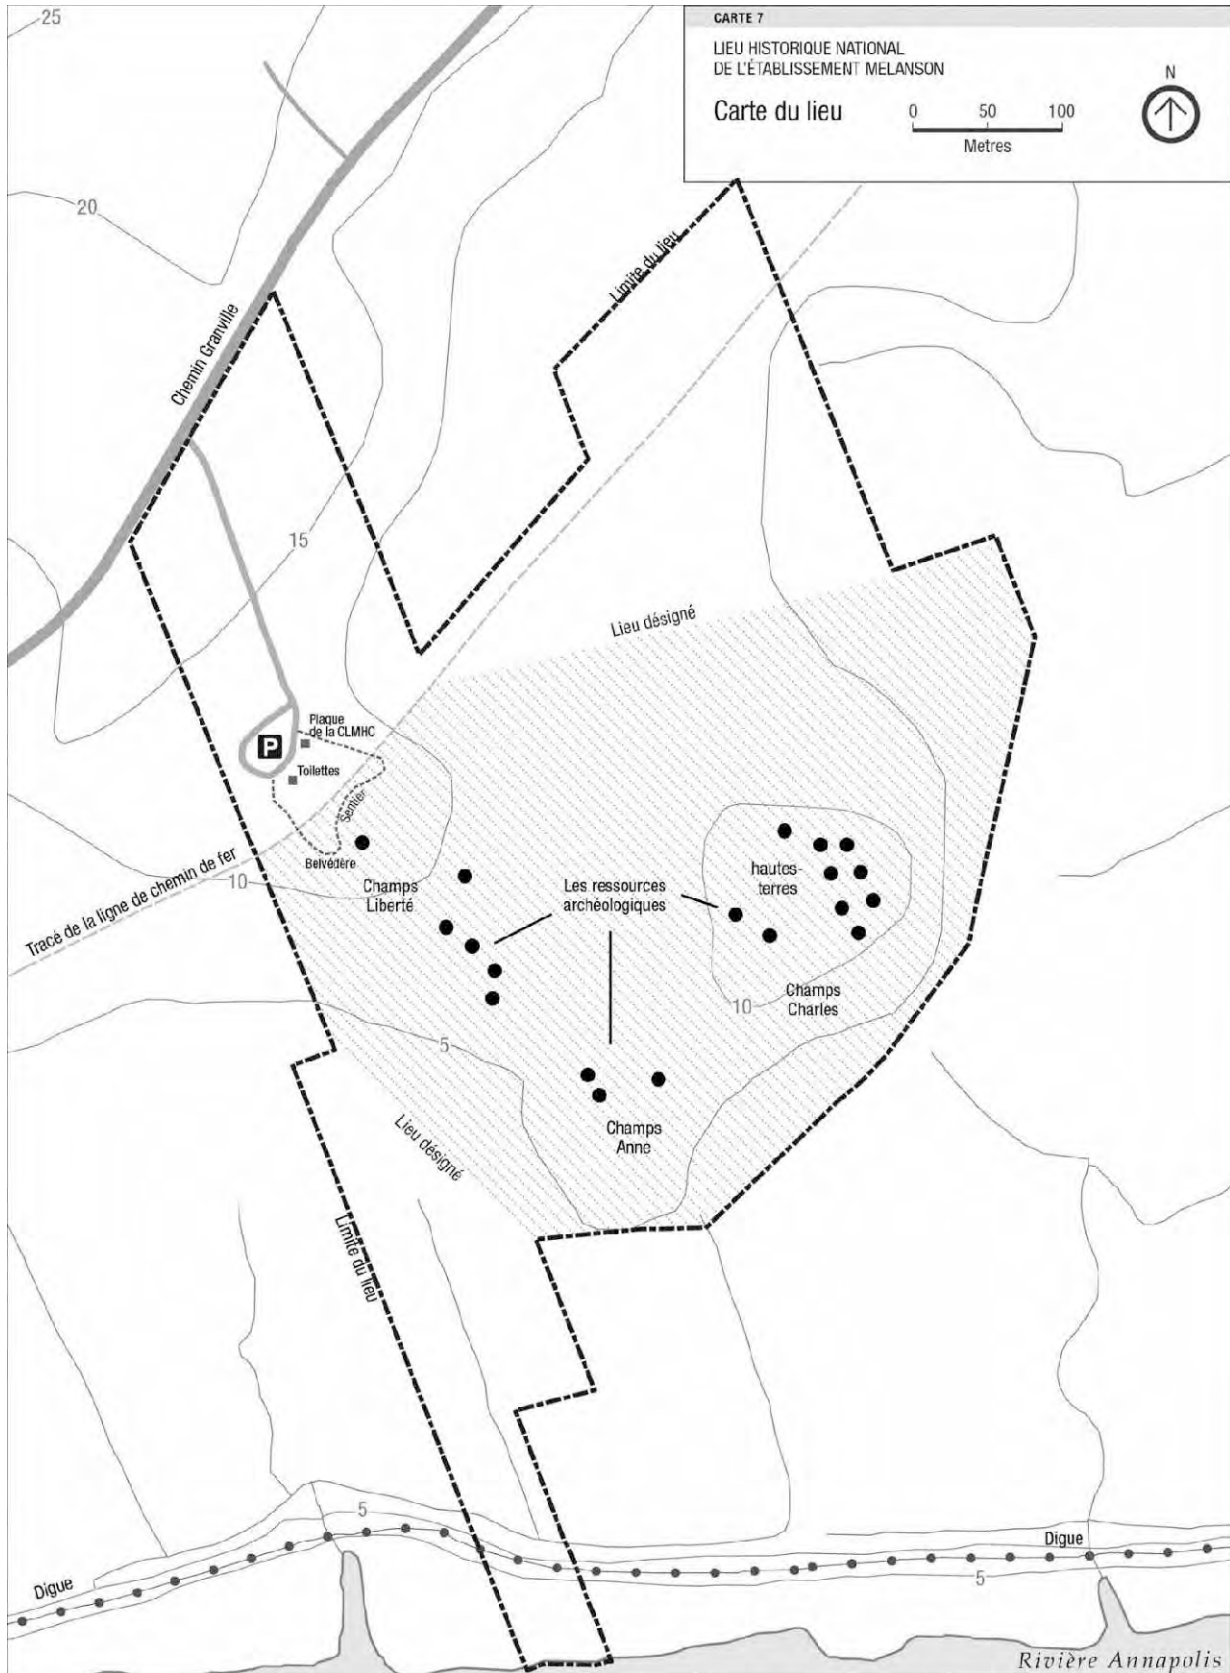 CARTE 7
LIEU HISTORIQUE NATIONAL
DE L'ÉTABLISSEMENT MELANSON
Carte du lieu
0 50 100
Metres
N
25
20
Chemin Granville
Limite du lieu
15
Lieu désigné
Plaque
de la CLMHC
P
Toilettes
Sentier
Belvédère
Tracé de la ligne de chemin de fer
10
Champs
Liberté
Les ressources
archèologiques
hautes-
terres
10
Champs
Charles
5
Champs
Anne
Lieu désigné
Limite du lieu
5
Digue
Digue
5
Rivière Annapolis